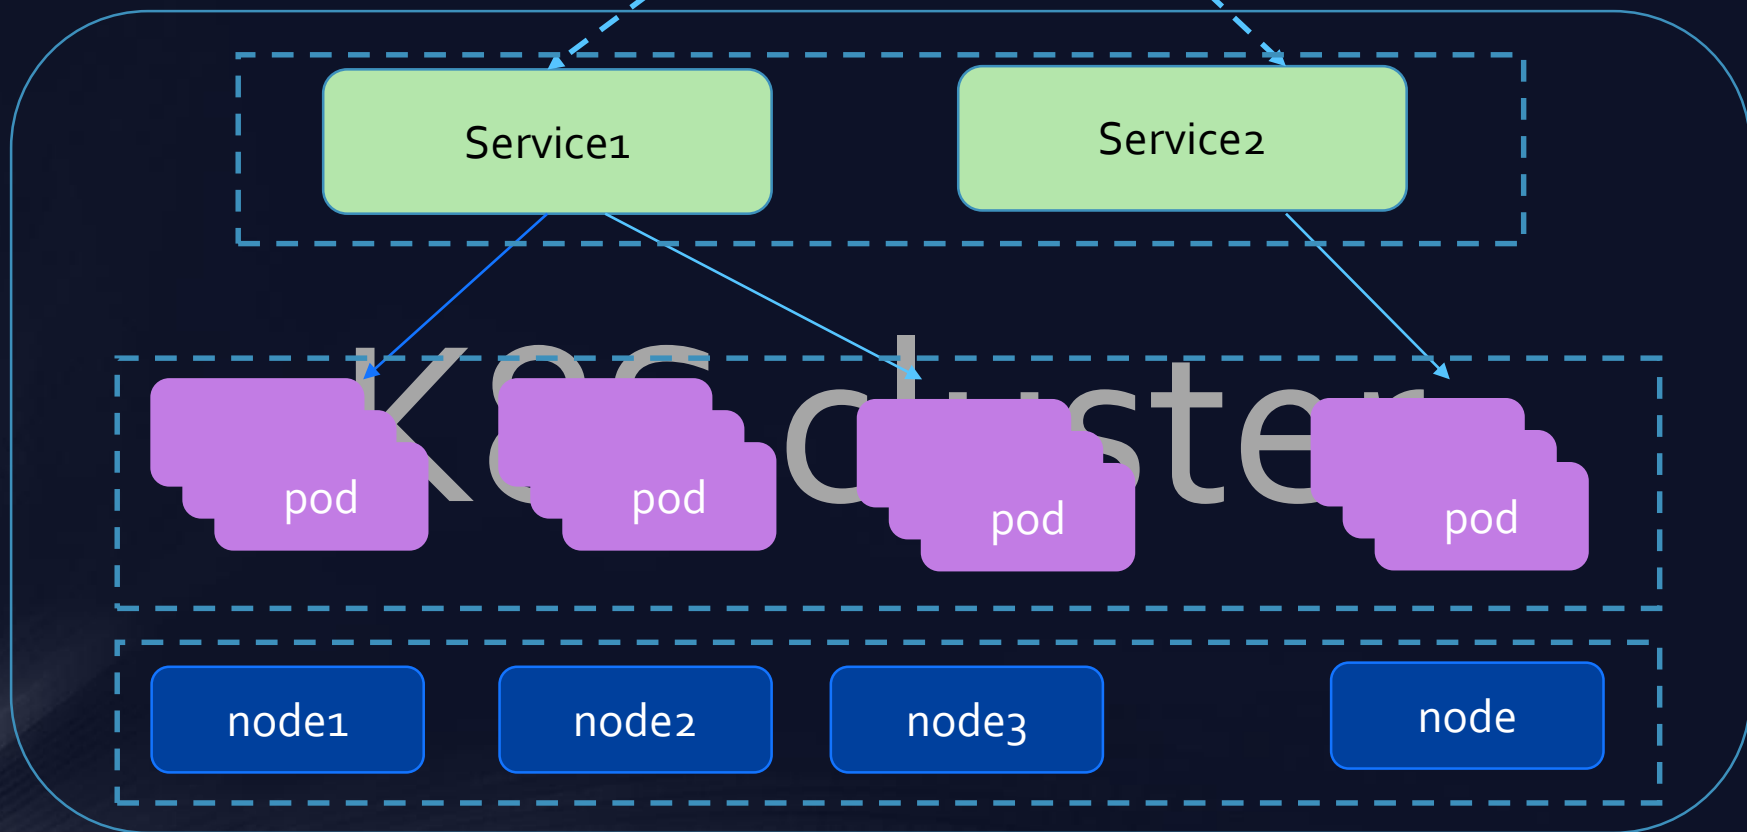 Service1
Service2
K8S cluster
pod
pod
pod
pod
node1
node2
node3
node